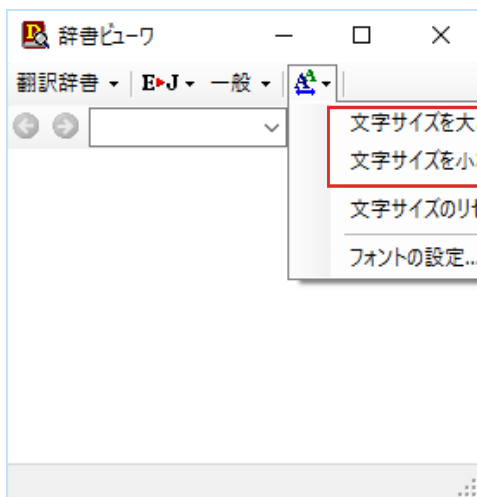 辞書ビューワ
翻訳辞書 E▸J 一般 A
文字サイズを大
文字サイズを小
文字サイズのリセ
フォントの設定...